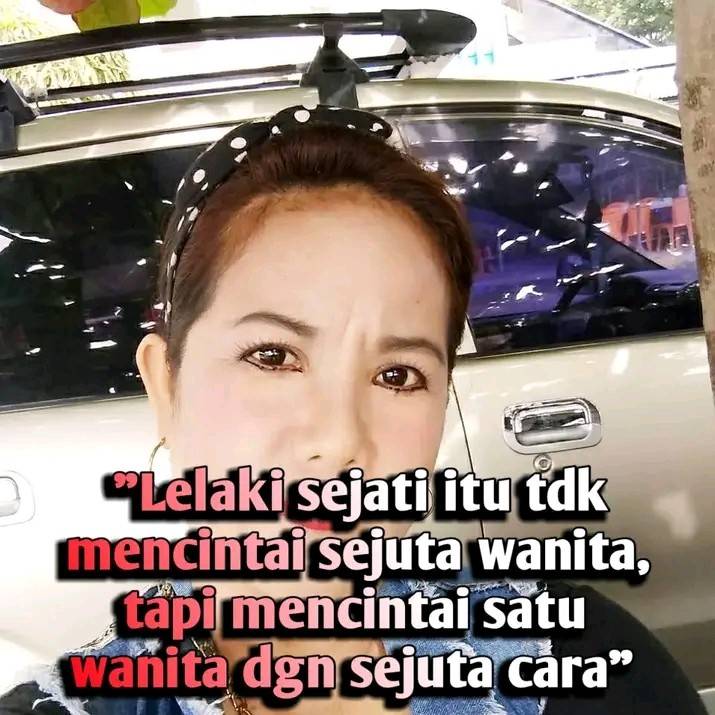 ”Lelaki sejati itu tdk
mencintai sejuta wanita,
tapi mencintai satu
wanita dgn sejuta cara”